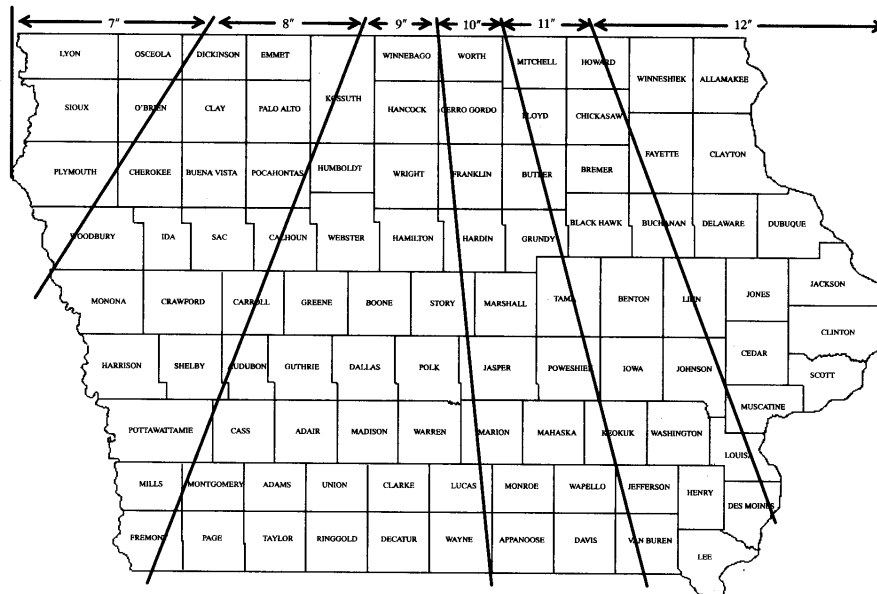 7" 8" 9" 10" 11" 12"
LYON OSCEOLA DICKINSON EMMET WINNEBAGO WORTH MITCHELL HOWARD
WINNESHIEK ALLAMAKEE
KOSSUTH
SIOUX O'BRIEN CLAY PALO ALTO HANCOCK CERRO GORDO FLOYD CHICKASAW
FAYETTE CLAYTON
PLYMOUTH CHEROKEE BUENA VISTA POCAHONTAS HUMBOLDT WRIGHT FRANKLIN BUTLER BREMER
WOODBURY IDA SAC CALHOUN WEBSTER HAMILTON HARDIN GRUNDY BLACK HAWK BUCHANAN DELAWARE DUBUQUE
MONONA CRAWFORD CARROLL GREENE BOONE STORY MARSHALL TAMA BENTON LINN JONES JACKSON
CLINTON
HARRISON SHELBY AUDUBON GUTHRIE DALLAS POLK JASPER POWESHIEK IOWA JOHNSON CEDAR SCOTT
MUSCATINE
POTTAWATTAMIE CASS ADAIR MADISON WARREN MARION MAHASKA KEOKUK WASHINGTON
LOUISA
MILLS MONTGOMERY ADAMS UNION CLARKE LUCAS MONROE WAPELLO JEFFERSON HENRY
DES MOINES
FREMONT PAGE TAYLOR RINGGOLD DECATUR WAYNE APPANOOSE DAVIS VAN BUREN
LEE